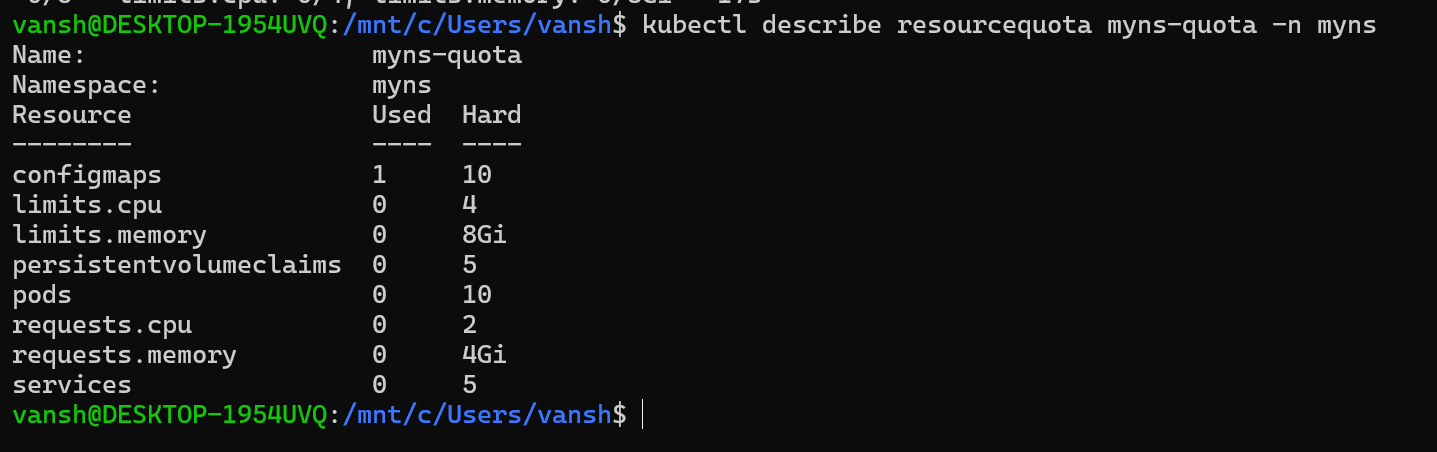 vansh@DESKTOP-1954UVQ:/mnt/c/Users/vansh$ kubectl describe resourcequota myns-quota -n myns
Name:                   myns-quota
Namespace:              myns
Resource                Used  Hard
--------                ----  ----
configmaps              1     10
limits.cpu              0     4
limits.memory           0     8Gi
persistentvolumeclaims  0     5
pods                    0     10
requests.cpu            0     2
requests.memory         0     4Gi
services                0     5
vansh@DESKTOP-1954UVQ:/mnt/c/Users/vansh$